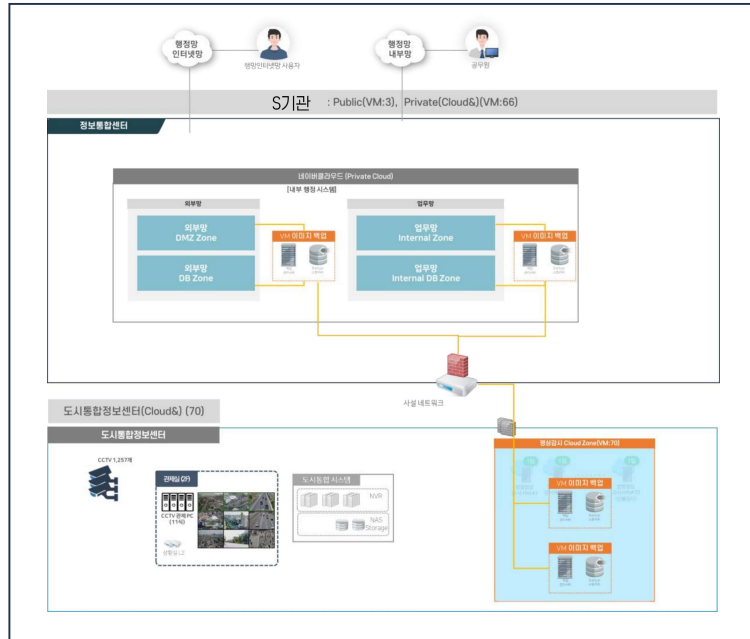 행정망
인터넷망
행망인터넷망 사용자
행정망
내부망
공무원
S기관 : Public(VM:3), Private(Cloud&)(VM:66)
정보통합센터
네이버클라우드 (Private Cloud)
[내부 행정 시스템]
외부망
외부망
DMZ Zone
외부망
DB Zone
VM 이미지 백업
업무망
업무망
Internal Zone
업무망
Internal DB Zone
VM 이미지 백업
사설 네트워크
도시통합정보센터(Cloud&) (70)
도시통합정보센터
CCTV 1,257개
관제실 (2F)
CCTV 관제 PC
(11식)
상황실 L2
도시통합 시스템
NVR
NAS
Storage
영상감시 Cloud Zone(VM:70)
VM 이미지 백업
VM 이미지 백업